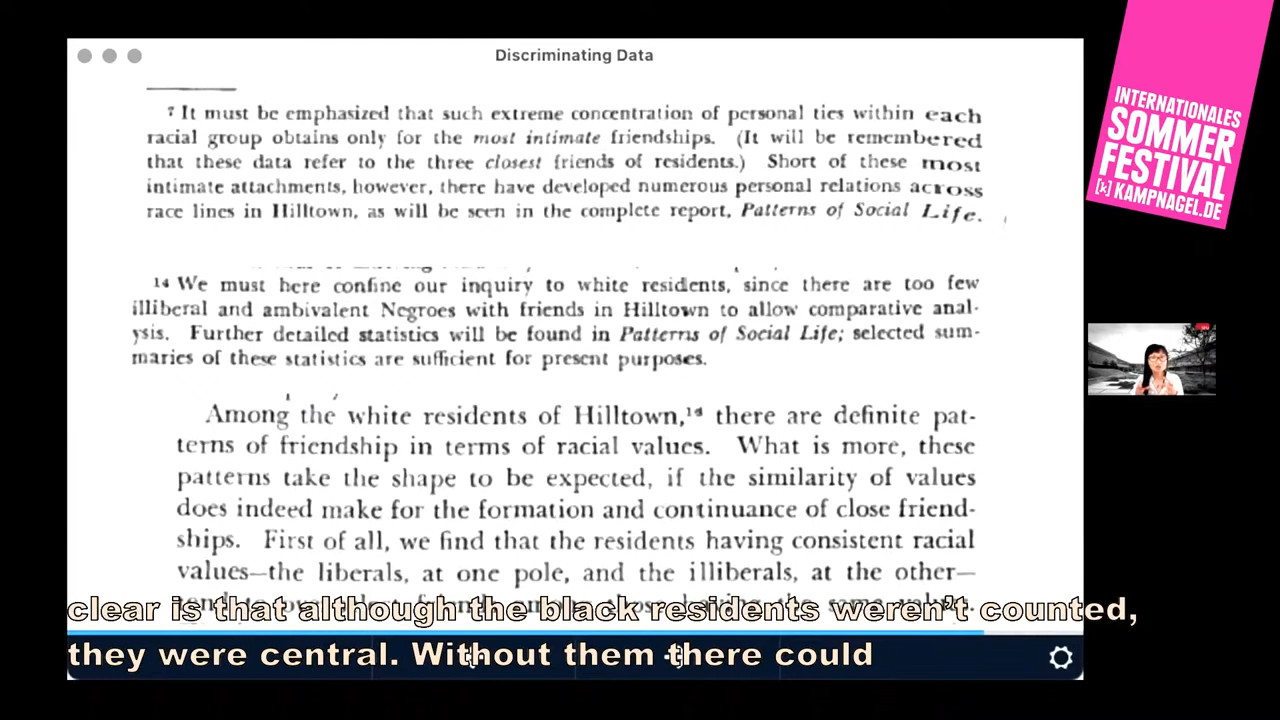 Discriminating Data
7 It must be emphasized that such extreme concentration of personal ties within each
racial group obtains only for the most intimate friendships. (It will be remembered
that these data refer to the three closest friends of residents.) Short of these most
intimate attachments, however, there have developed numerous personal relations across
race lines in Hilltown, as will be seen in the complete report, Patterns of Social Life.
14 We must here confine our inquiry to white residents, since there are too few
illiberal and ambivalent Negroes with friends in Hilltown to allow comparative anal-
ysis. Further detailed statistics will be found in Patterns of Social Life; selected sum-
maries of these statistics are sufficient for present purposes.
Among the white residents of Hilltown,14 there are definite pat-
terns of friendship in terms of racial values. What is more, these
patterns take the shape to be expected, if the similarity of values
does indeed make for the formation and continuance of close friend-
ships. First of all, we find that the residents having consistent racial
values—the liberals, at one pole, and the illiberals, at the other—
clear is that although the black residents weren't counted,
they were central. Without them there could
INTERNATIONALES
SOMMER
FESTIVAL
[k] KAMPNAGEL.DE